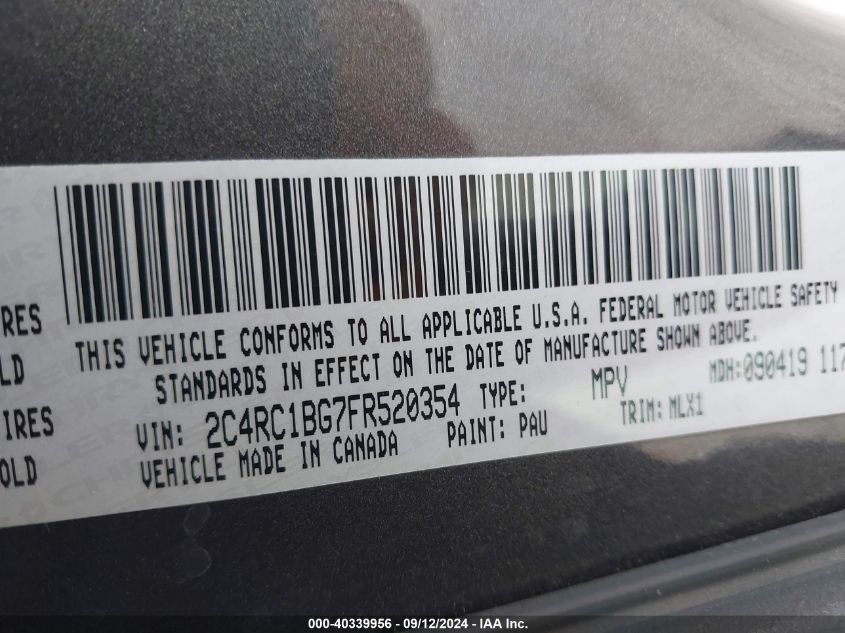 RES
LD
IRES
OLD
THIS VEHICLE CONFORMS TO ALL APPLICABLE U.S.A. FEDERAL MOTOR VEHICLE SAFETY
STANDARDS IN EFFECT ON THE DATE OF MANUFACTURE SHOWN ABOVE.
VIN: 2C4RC1BG7FR520354 TYPE: MPV MDH:090419 117
VEHICLE MADE IN CANADA PAINT: PAU TRIM: MLX1
000-40339956 - 09/12/2024 - IAA Inc.